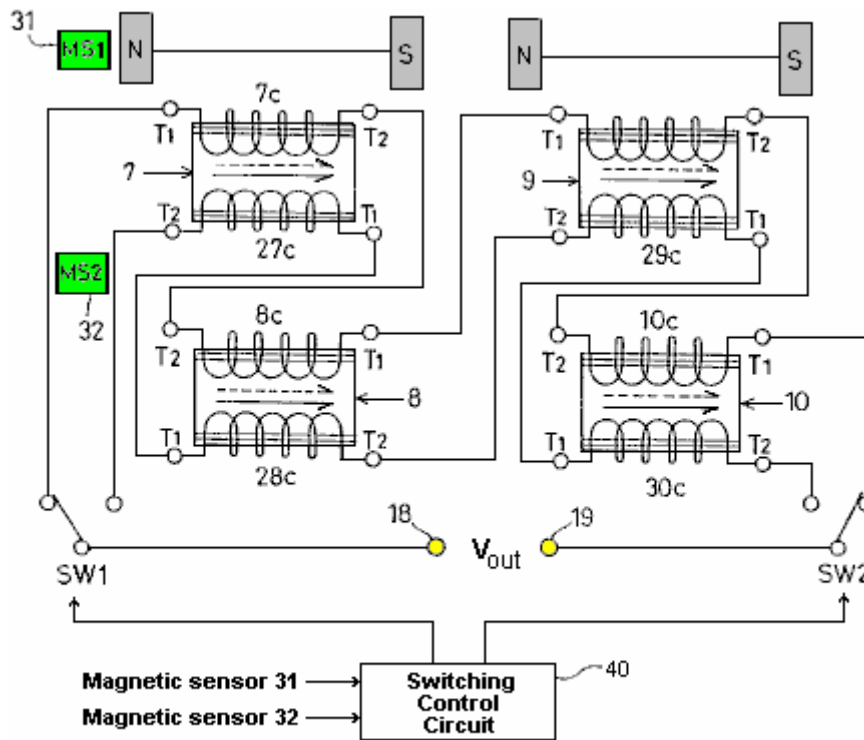 31
MS1
N
S
N
S
7c
T1
T2
T1
T2
7
9
T2
T1
T2
T1
27c
29c
MS2
32
8c
10c
T2
T1
T2
T1
8
10
T1
T2
T1
T2
28c
30c
18
19
Vout
SW1
SW2
40
Magnetic sensor 31
Magnetic sensor 32
Switching
Control
Circuit